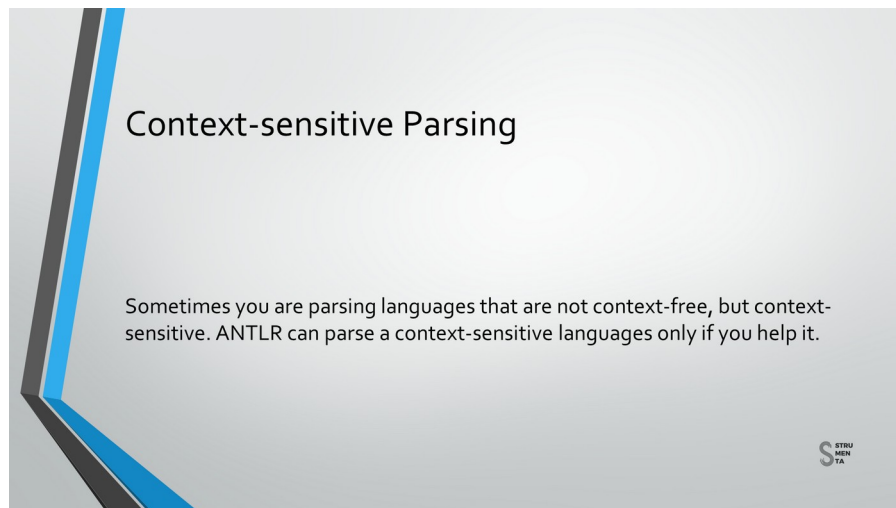 Context-sensitive Parsing
Sometimes you are parsing languages that are not context-free, but context-
sensitive. ANTLR can parse a context-sensitive languages only if you help it.
STRU
MEN
TA